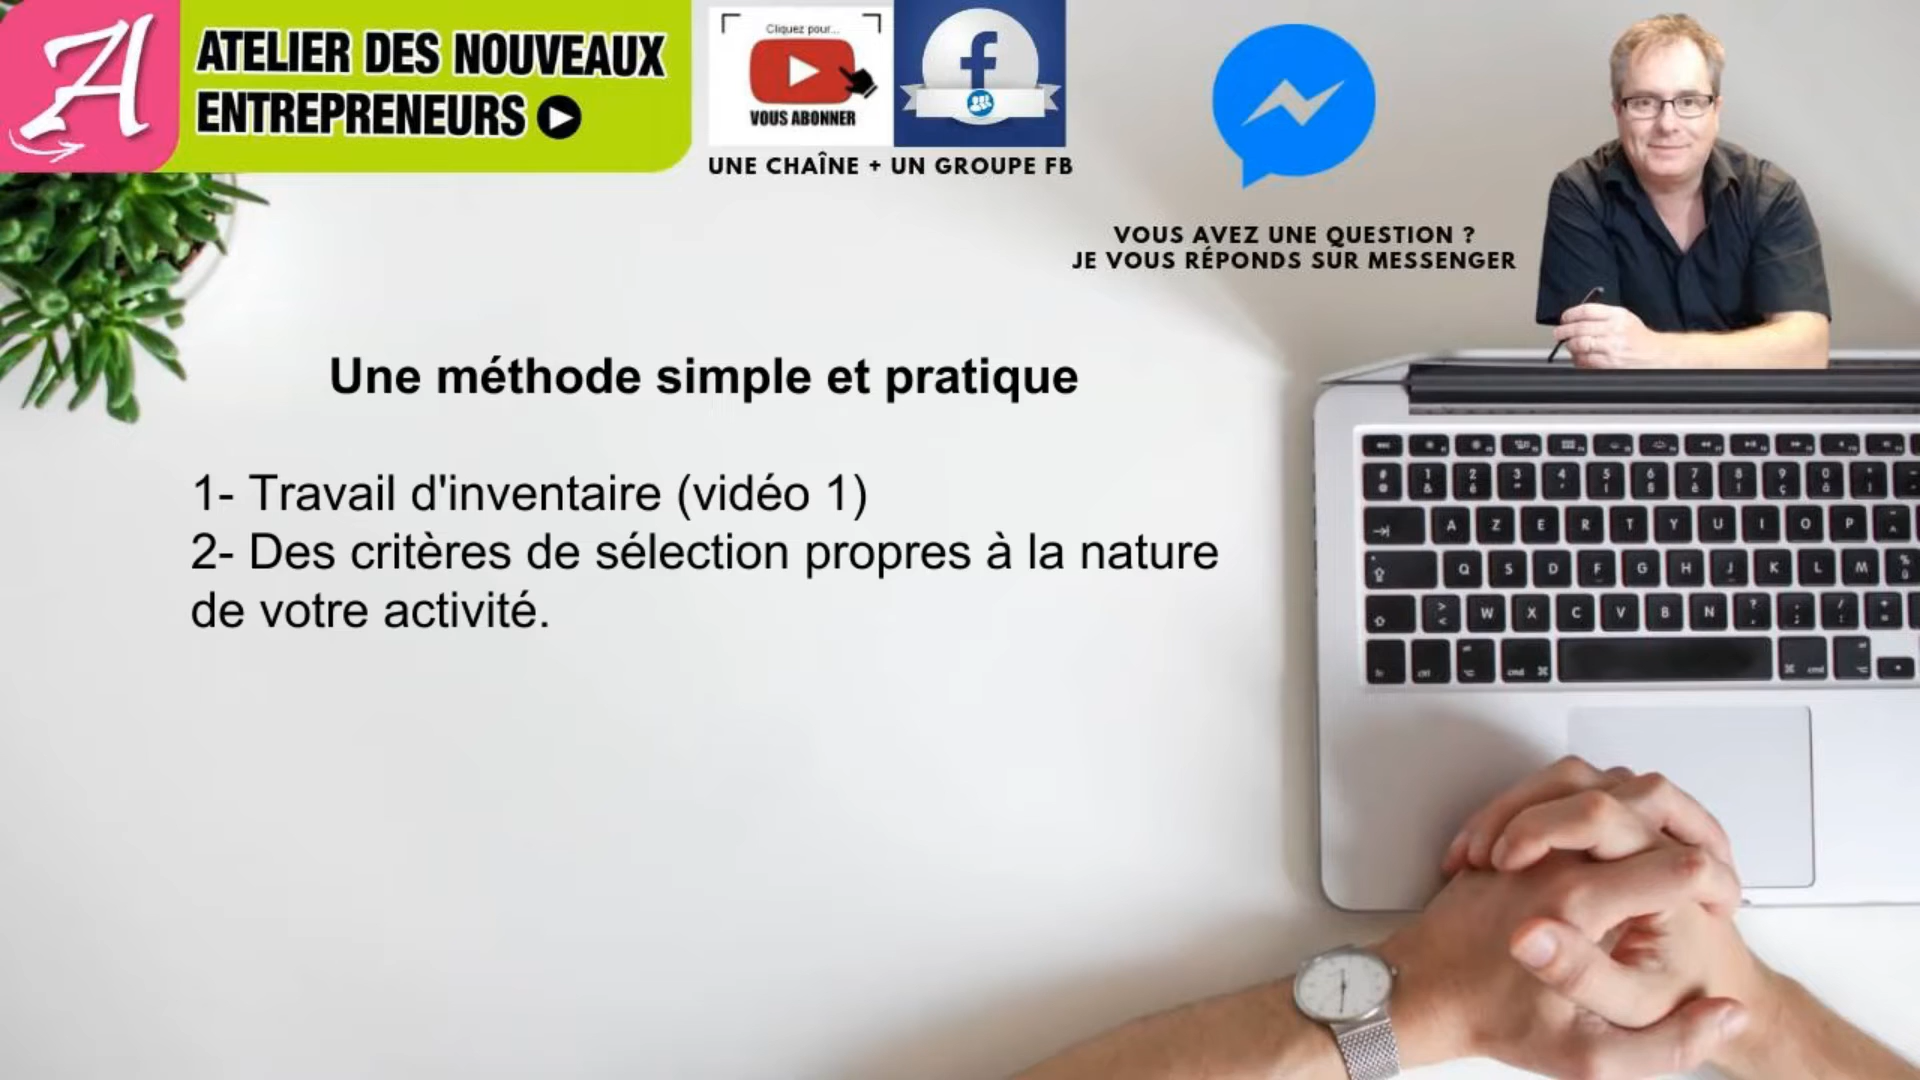 ATELIER DES NOUVEAUX
ENTREPRENEURS
Cliquez pour...
VOUS ABONNER
UNE CHAÎNE + UN GROUPE FB
VOUS AVEZ UNE QUESTION ?
JE VOUS RÉPONDS SUR MESSENGER
Une méthode simple et pratique
1- Travail d'inventaire (vidéo 1)
2- Des critères de sélection propres à la nature
de votre activité.
A Z E R T Y U I O P
Q S D F G H J K L M
W X C V B N